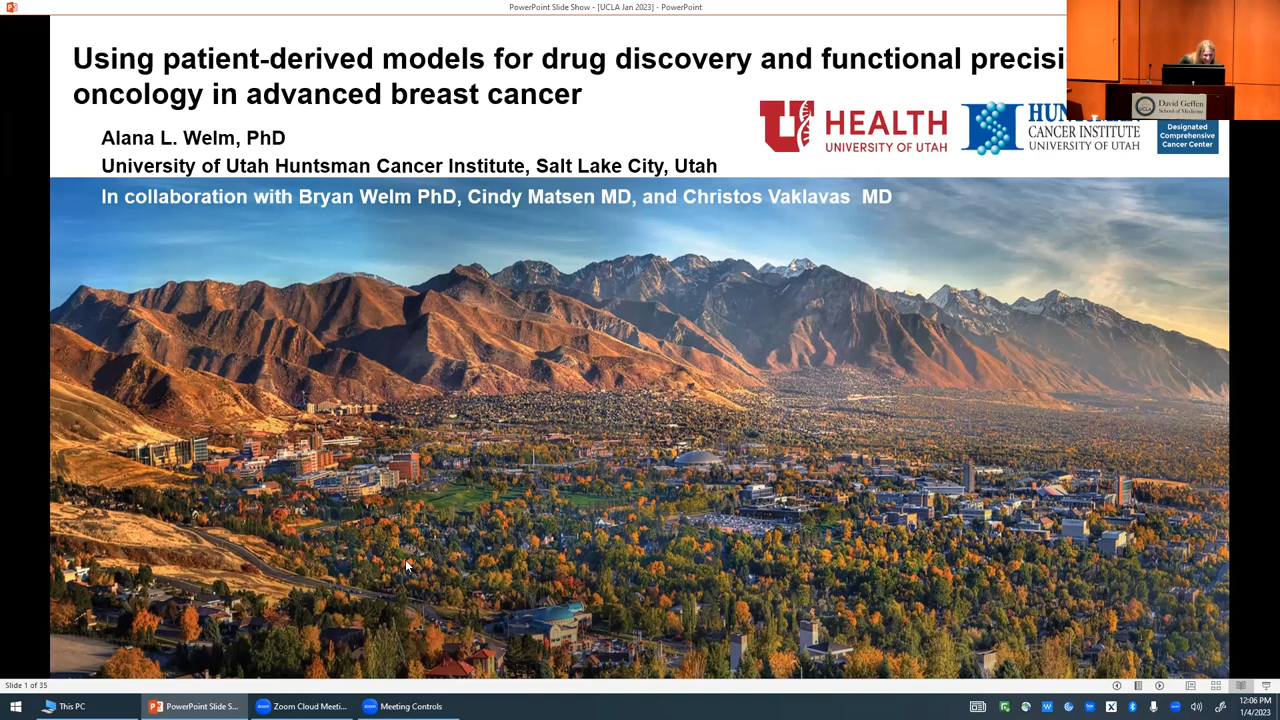 PowerPoint Slide Show - [UCLA Jan 2023] - PowerPoint
Using patient-derived models for drug discovery and functional precisi
oncology in advanced breast cancer
Alana L. Welm, PhD
University of Utah Huntsman Cancer Institute, Salt Lake City, Utah
In collaboration with Bryan Welm PhD, Cindy Matsen MD, and Christos Vaklavas MD
U HEALTH
UNIVERSITY OF UTAH
HUNTSMAN
CANCER INSTITUTE
UNIVERSITY OF UTAH
Designated
Comprehensive
Cancer Center
UCLA
David Geffen
School of Medicine
Slide 1 of 35
This PC
PowerPoint Slide S...
Zoom Cloud Meeti...
Meeting Controls
12:06 PM
1/4/2023